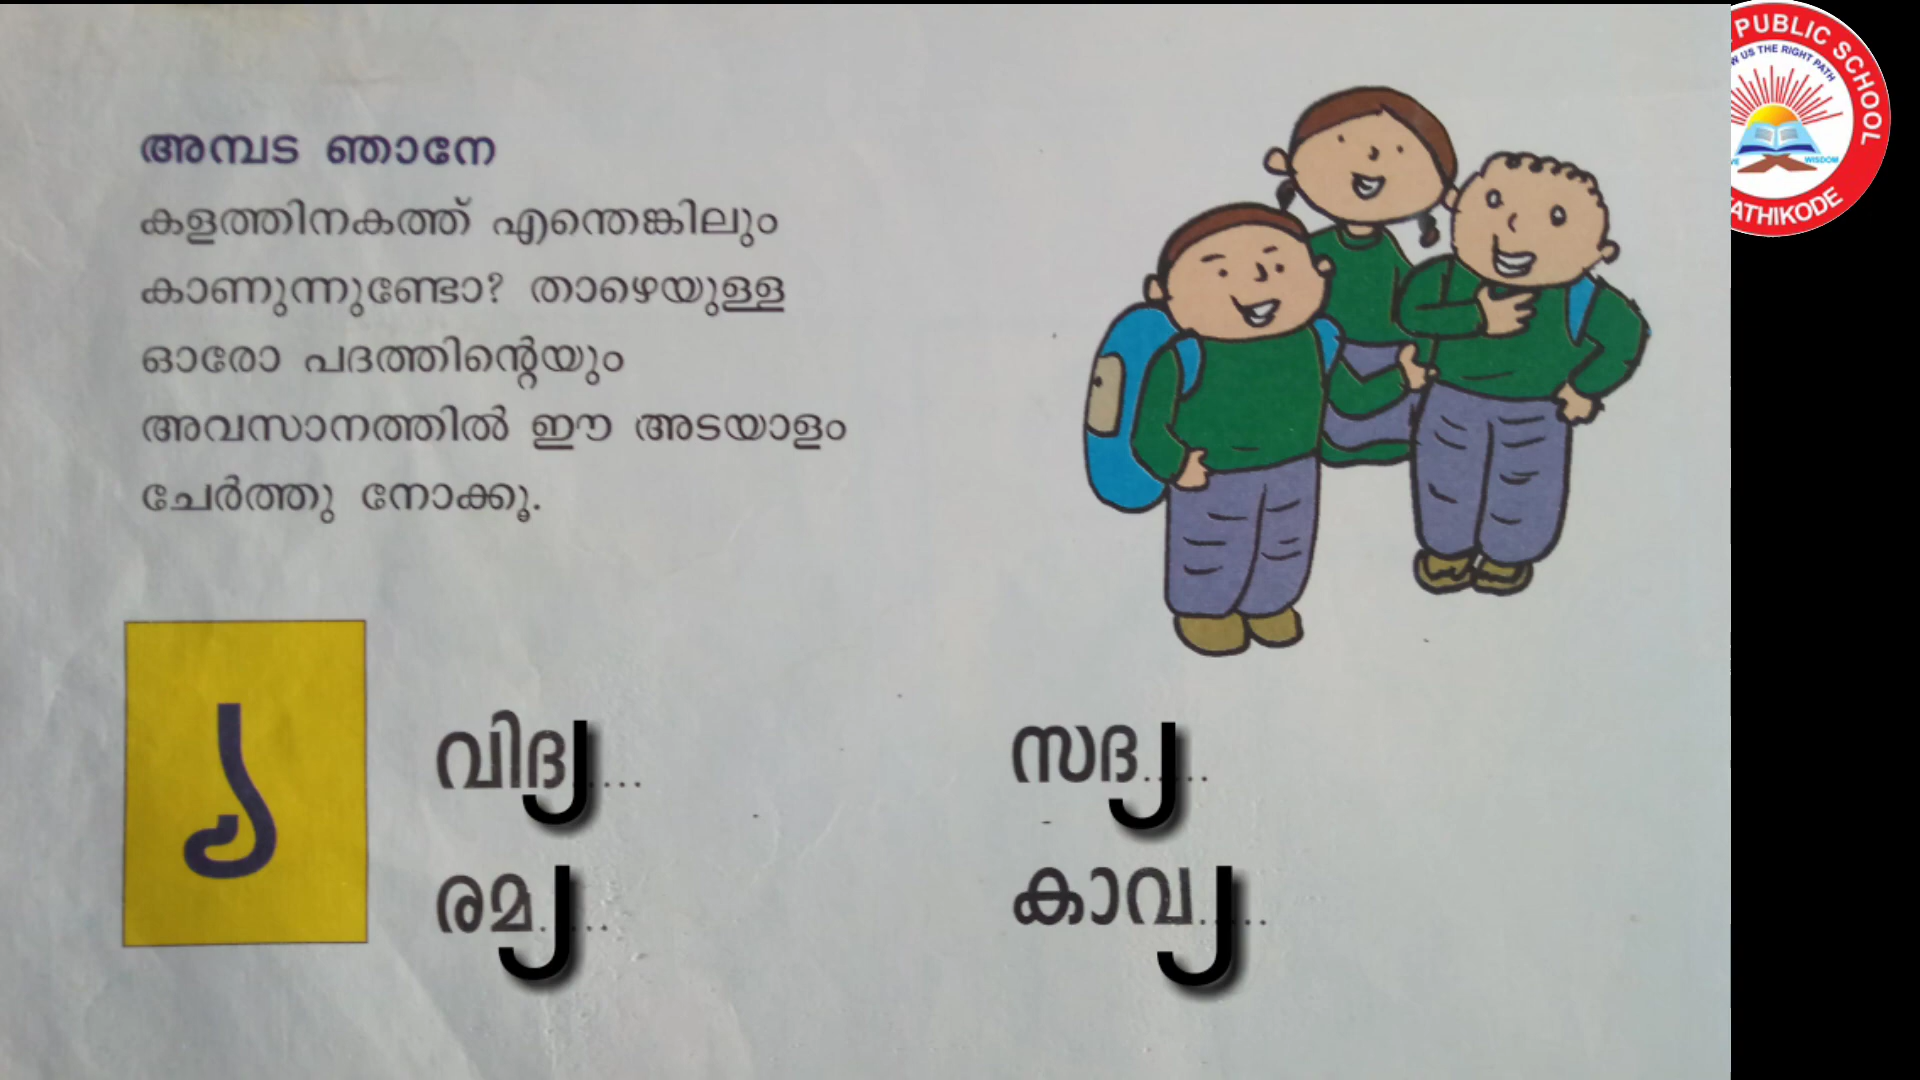 അമ്പട ഞാനേ
കളത്തിനകത്ത് എന്തെങ്കിലും
കാണുന്നുണ്ടോ? താഴെയുള്ള
ഓരോ പദത്തിന്റെയും
അവസാനത്തിൽ ഈ അടയാളം
ചേർത്തു നോക്കൂ.
്യ
വിദ്യ..... സദ്യ.....
രമ്യ..... കാവ്യ.....
PUBLIC SCHOOL
US THE RIGHT PATH
WISDOM
ATHIKODE